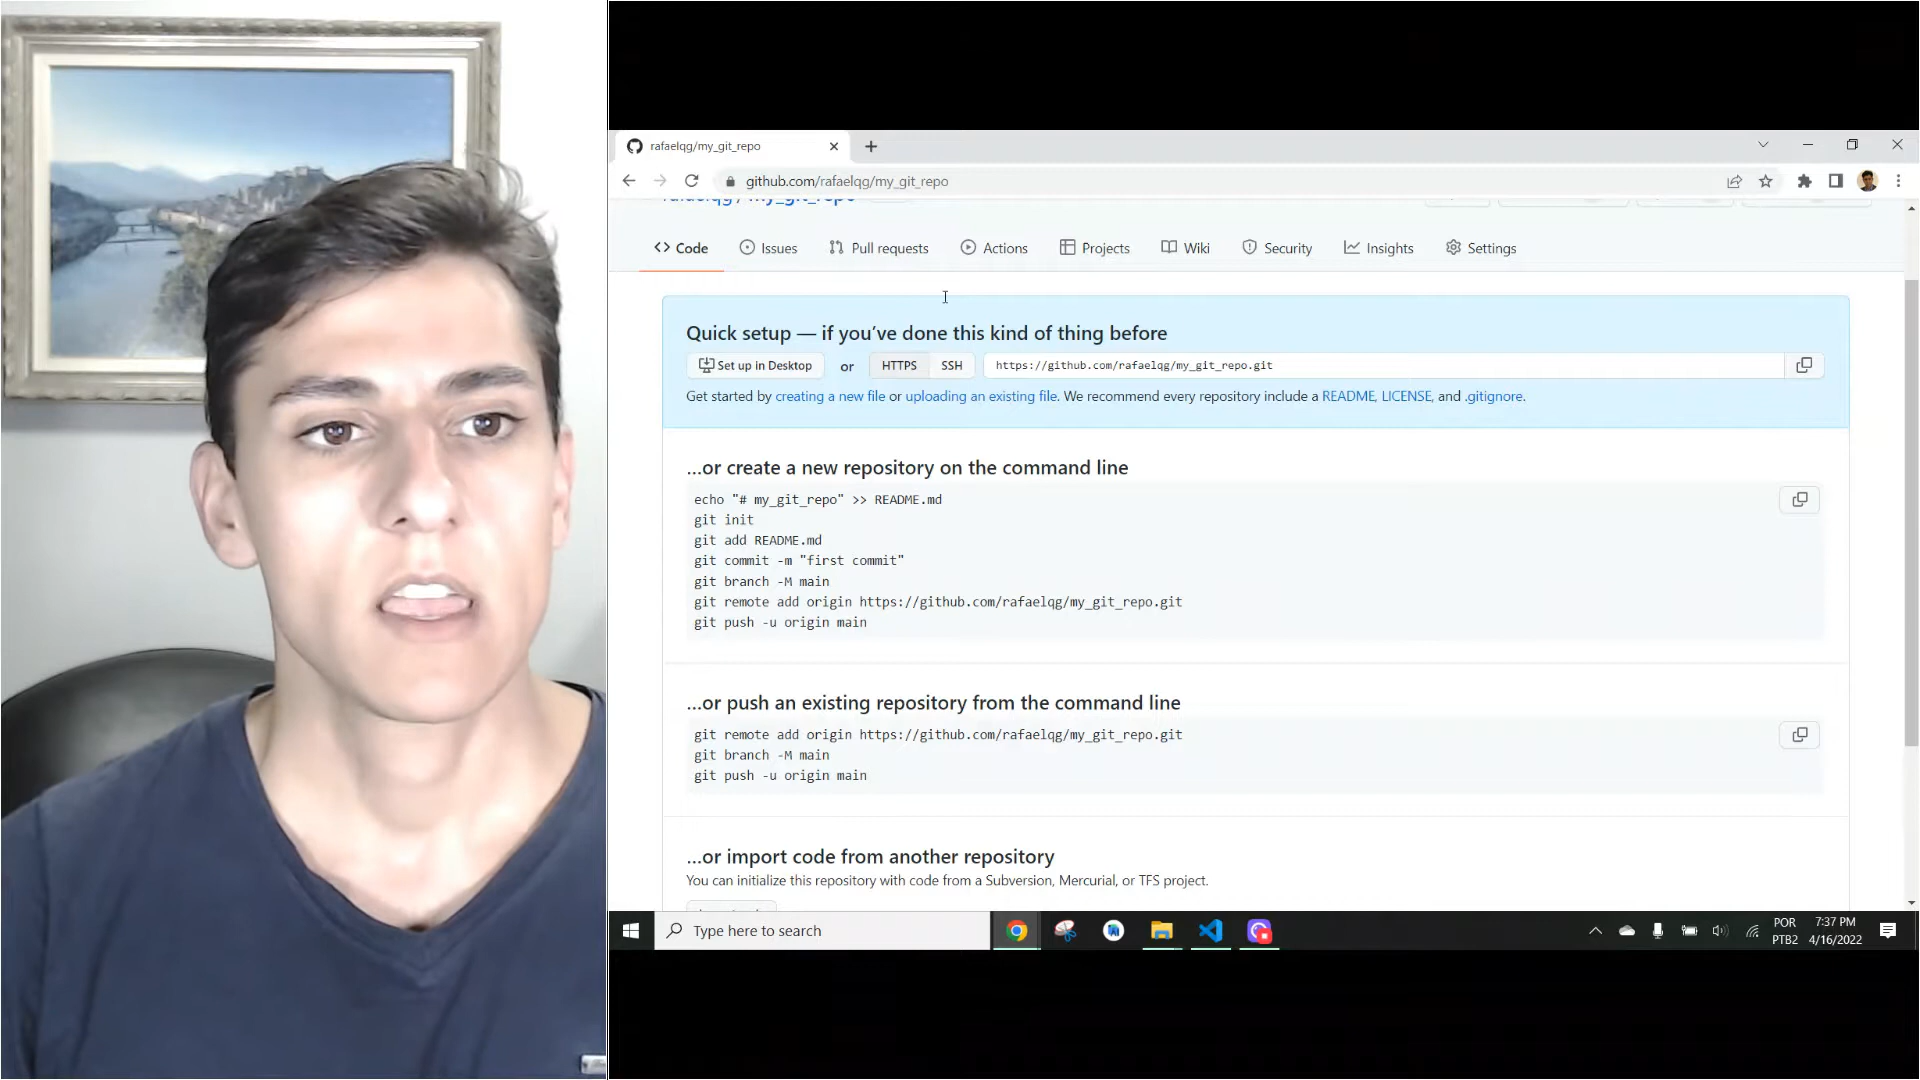 rafaelqg/my_git_repo
github.com/rafaelqg/my_git_repo
rafaelqg / my_git_repo
Code Issues Pull requests Actions Projects Wiki Security Insights Settings
Quick setup — if you've done this kind of thing before
Set up in Desktop or HTTPS SSH https://github.com/rafaelqg/my_git_repo.git
Get started by creating a new file or uploading an existing file. We recommend every repository include a README, LICENSE, and .gitignore.
...or create a new repository on the command line
echo "# my_git_repo" >> README.md
git init
git add README.md
git commit -m "first commit"
git branch -M main
git remote add origin https://github.com/rafaelqg/my_git_repo.git
git push -u origin main
...or push an existing repository from the command line
git remote add origin https://github.com/rafaelqg/my_git_repo.git
git branch -M main
git push -u origin main
...or import code from another repository
You can initialize this repository with code from a Subversion, Mercurial, or TFS project.
Type here to search
POR 7:37 PM
PTB2 4/16/2022